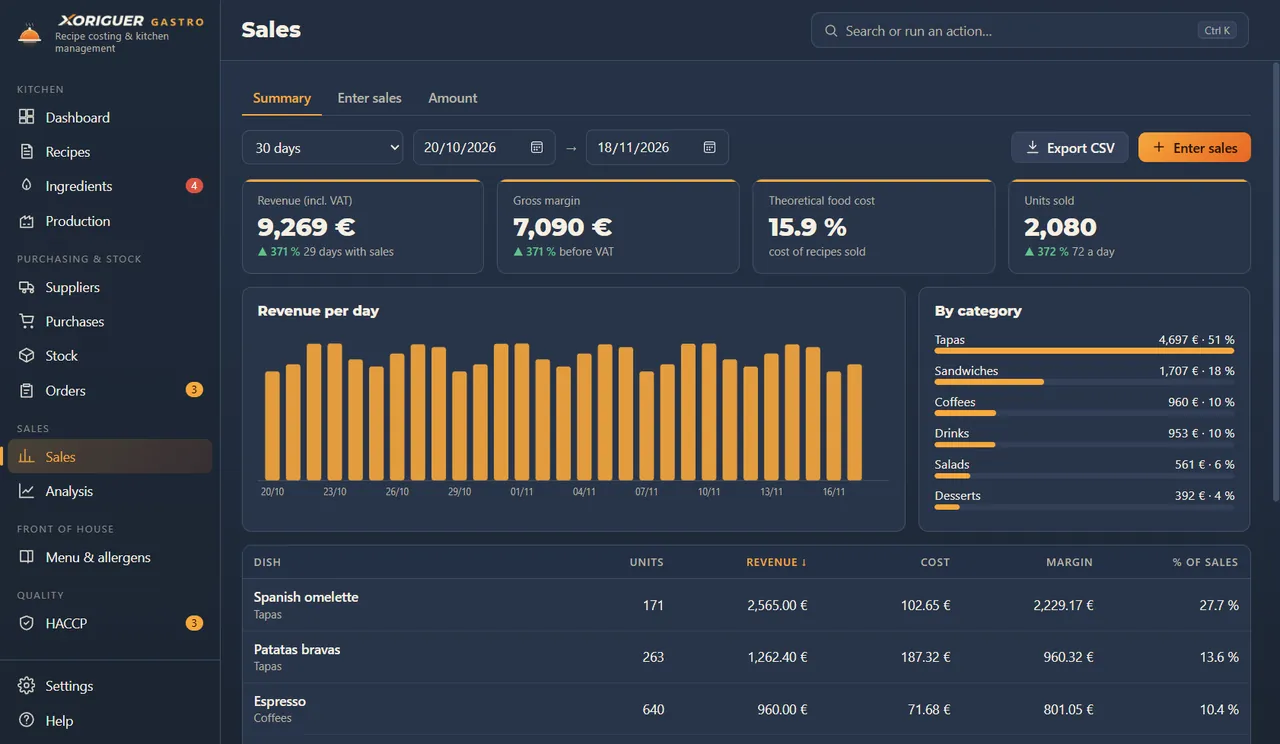 XORIGUER GASTRO
Recipe costing & kitchen
management
KITCHEN
Dashboard
Recipes
Ingredients 4
Production
PURCHASING & STOCK
Suppliers
Purchases
Stock
Orders 3
SALES
Sales
Analysis
FRONT OF HOUSE
Menu & allergens
QUALITY
HACCP 3
Settings
Help
Sales
Search or run an action... Ctrl K
Summary Enter sales Amount
30 days 20/10/2026 → 18/11/2026 Export CSV + Enter sales
Revenue (incl. VAT)
9,269 €
▲ 371 % 29 days with sales
Gross margin
7,090 €
▲ 371 % before VAT
Theoretical food cost
15.9 %
cost of recipes sold
Units sold
2,080
▲ 372 % 72 a day
Revenue per day
20/10 23/10 26/10 29/10 01/11 04/11 07/11 10/11 13/11 16/11
By category
Tapas 4,697 € · 51 %
Sandwiches 1,707 € · 18 %
Coffees 960 € · 10 %
Drinks 953 € · 10 %
Salads 561 € · 6 %
Desserts 392 € · 4 %
DISH UNITS REVENUE ↓ COST MARGIN % OF SALES
Spanish omelette
Tapas
171 2,565.00 € 102.65 € 2,229.17 € 27.7 %
Patatas bravas
Tapas
263 1,262.40 € 187.32 € 960.32 € 13.6 %
Espresso
Coffees
640 960.00 € 71.68 € 801.05 € 10.4 %